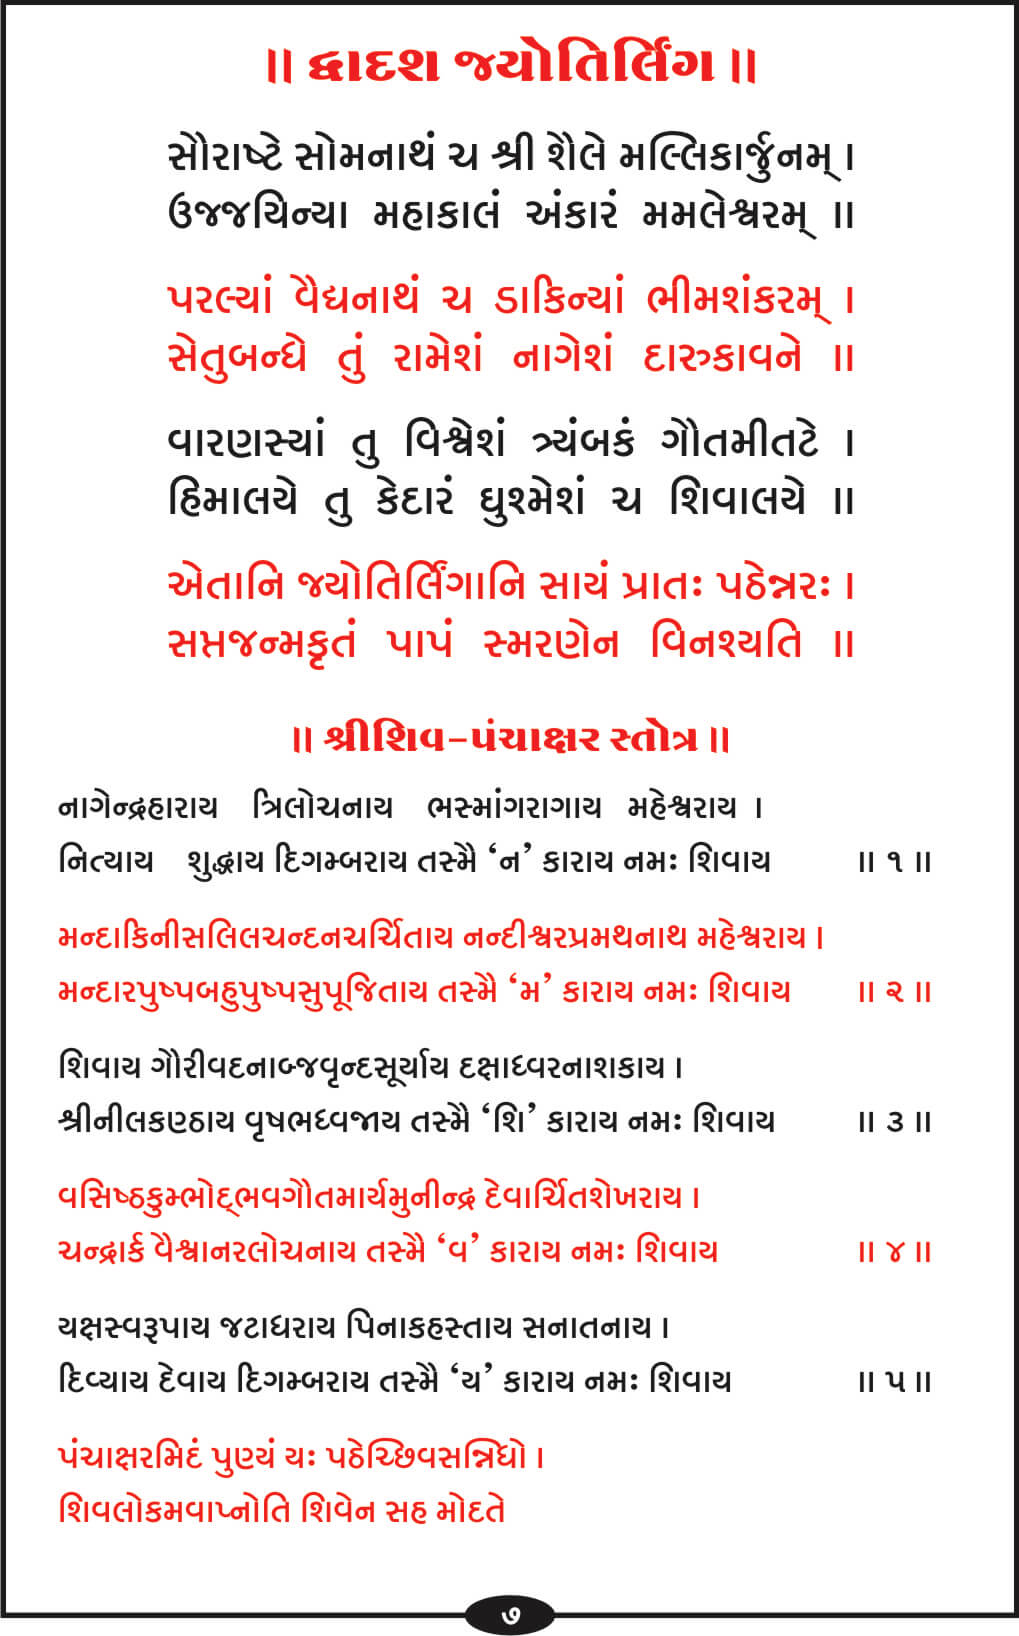 ॥ દ્વાદશ જ્યોતિર્લિંગ ॥
સૌરાષ્ટે સોમનાથં ચ શ્રી શૈલે મલ્લિકાર્જુનમ્ ।
ઉજ્જયિન્યા મહાકાલં અંકારં મમલેશ્વરમ્ ॥
પરલ્યાં વૈદ્યનાથં ચ ડાકિન્યાં ભીમશંકરમ્ ।
સેતુબન્ધે તું રામેશં નાગેશં દારુકાવને ॥
વારણસ્યાં તુ વિશ્વેશં ત્ર્યંબકં ગૌતમીતટે ।
હિમાલયે તુ કેદારં ઘુશ્મેશં ચ શિવાલયે ॥
એતાનિ જ્યોતિર્લિંગાનિ સાયં પ્રાતઃ પઠેન્નરઃ ।
સપ્તજન્મકૃતં પાપં સ્મરણેન વિનશ્યતિ ॥
॥ શ્રીશિવ-પંચાક્ષર સ્તોત્ર ॥
નાગેન્દ્રહારાય ત્રિલોચનાય ભસ્માંગરાગાય મહેશ્વરાય ।
નિત્યાય શુદ્ધાય દિગમ્બરાય તસ્મૈ ‘ન’ કારાય નમઃ શિવાય ॥ ૧ ॥
મન્દાકિનીસલિલચન્દનચર્ચિતાય નન્દીશ્વરપ્રમથનાથ મહેશ્વરાય ।
મન્દારપુષ્પબહુપુષ્પસુપૂજિતાય તસ્મૈ ‘મ’ કારાય નમઃ શિવાય ॥ ૨ ॥
શિવાય ગૌરીવદનાબ્જવૃન્દસૂર્યાય દક્ષાધ્વરનાશકાય ।
શ્રીનીલકણ્ઠાય વૃષભધ્વજાય તસ્મૈ ‘શિ’ કારાય નમઃ શિવાય ॥ ૩ ॥
વસિષ્ઠકુમ્ભોદ્ભવગૌતમાર્યમુનીન્દ્ર દેવાર્ચિતશેખરાય ।
ચન્દ્રાર્ક વૈશ્વાનરલોચનાય તસ્મૈ ‘વ’ કારાય નમઃ શિવાય ॥ ૪ ॥
યક્ષસ્વરૂપાય જટાધરાય પિનાકહસ્તાય સનાતનાય ।
દિવ્યાય દેવાય દિગમ્બરાય તસ્મૈ ‘ય’ કારાય નમઃ શિવાય ॥ ૫ ॥
પંચાક્ષરમિદં પુણ્યં યઃ પઠેચ્છિવસન્નિધો ।
શિવલોકમવાપ્નોતિ શિવેન સહ મોદતે
૭